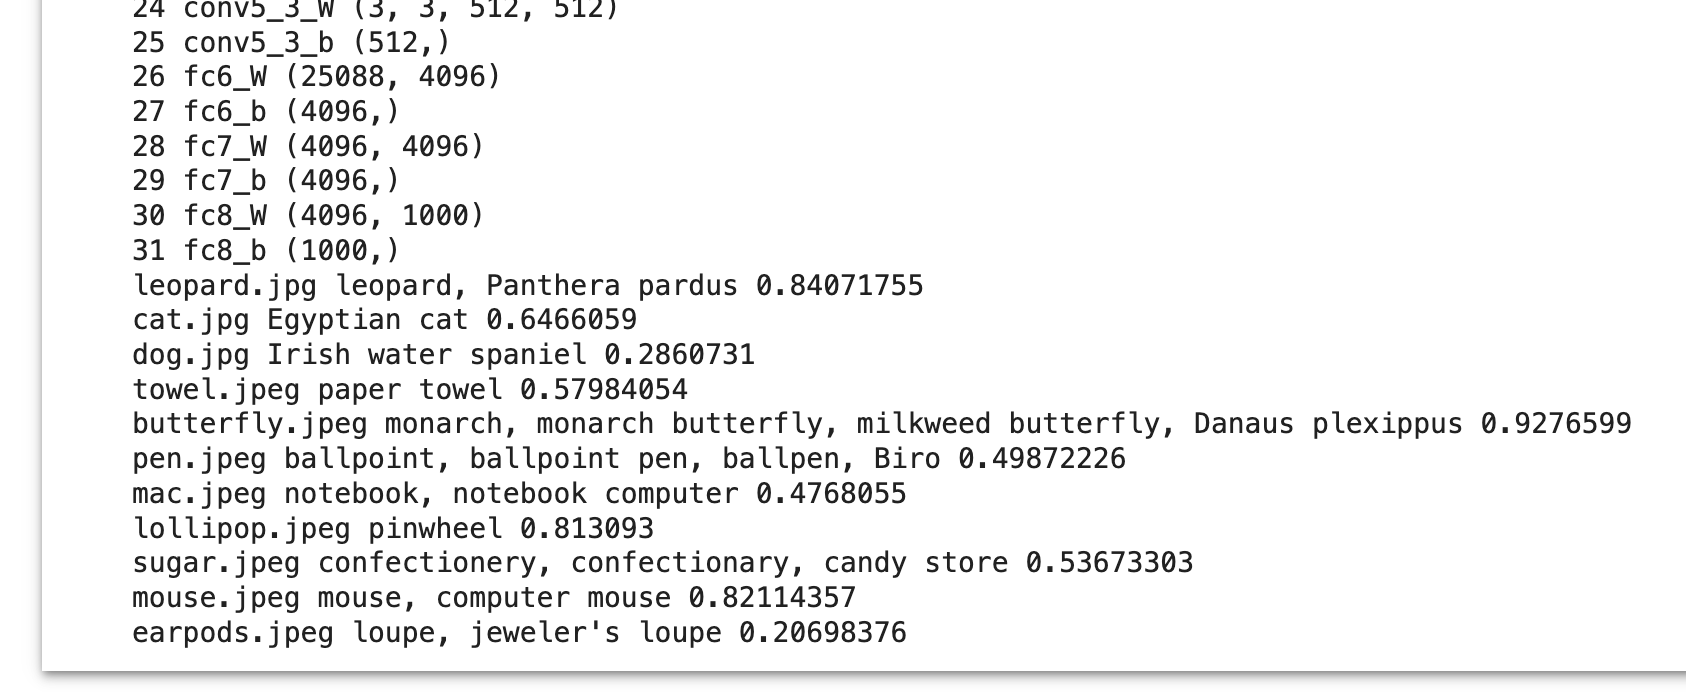 24 conv5_3_W (3, 3, 512, 512)
25 conv5_3_b (512,)
26 fc6_W (25088, 4096)
27 fc6_b (4096,)
28 fc7_W (4096, 4096)
29 fc7_b (4096,)
30 fc8_W (4096, 1000)
31 fc8_b (1000,)
leopard.jpg leopard, Panthera pardus 0.84071755
cat.jpg Egyptian cat 0.6466059
dog.jpg Irish water spaniel 0.2860731
towel.jpeg paper towel 0.57984054
butterfly.jpeg monarch, monarch butterfly, milkweed butterfly, Danaus plexippus 0.9276599
pen.jpeg ballpoint, ballpoint pen, ballpen, Biro 0.49872226
mac.jpeg notebook, notebook computer 0.4768055
lollipop.jpeg pinwheel 0.813093
sugar.jpeg confectionery, confectionary, candy store 0.53673303
mouse.jpeg mouse, computer mouse 0.82114357
earpods.jpeg loupe, jeweler's loupe 0.20698376